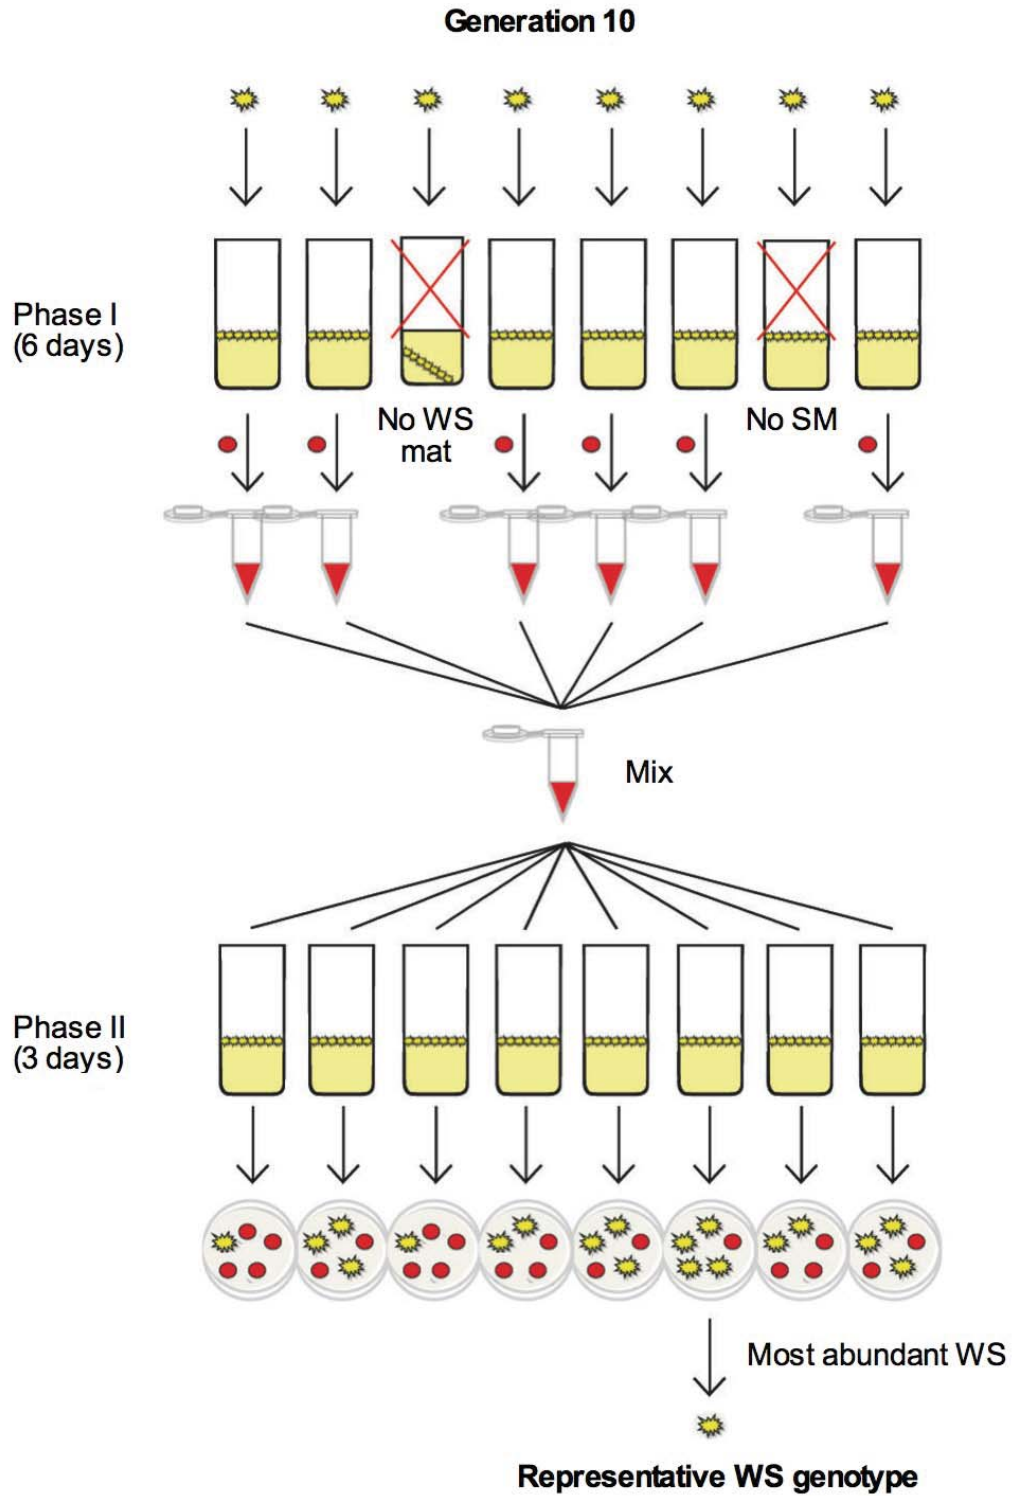 Generation 10
Phase I
(6 days)
No WS
mat
No SM
Mix
Phase II
(3 days)
Most abundant WS
Representative WS genotype